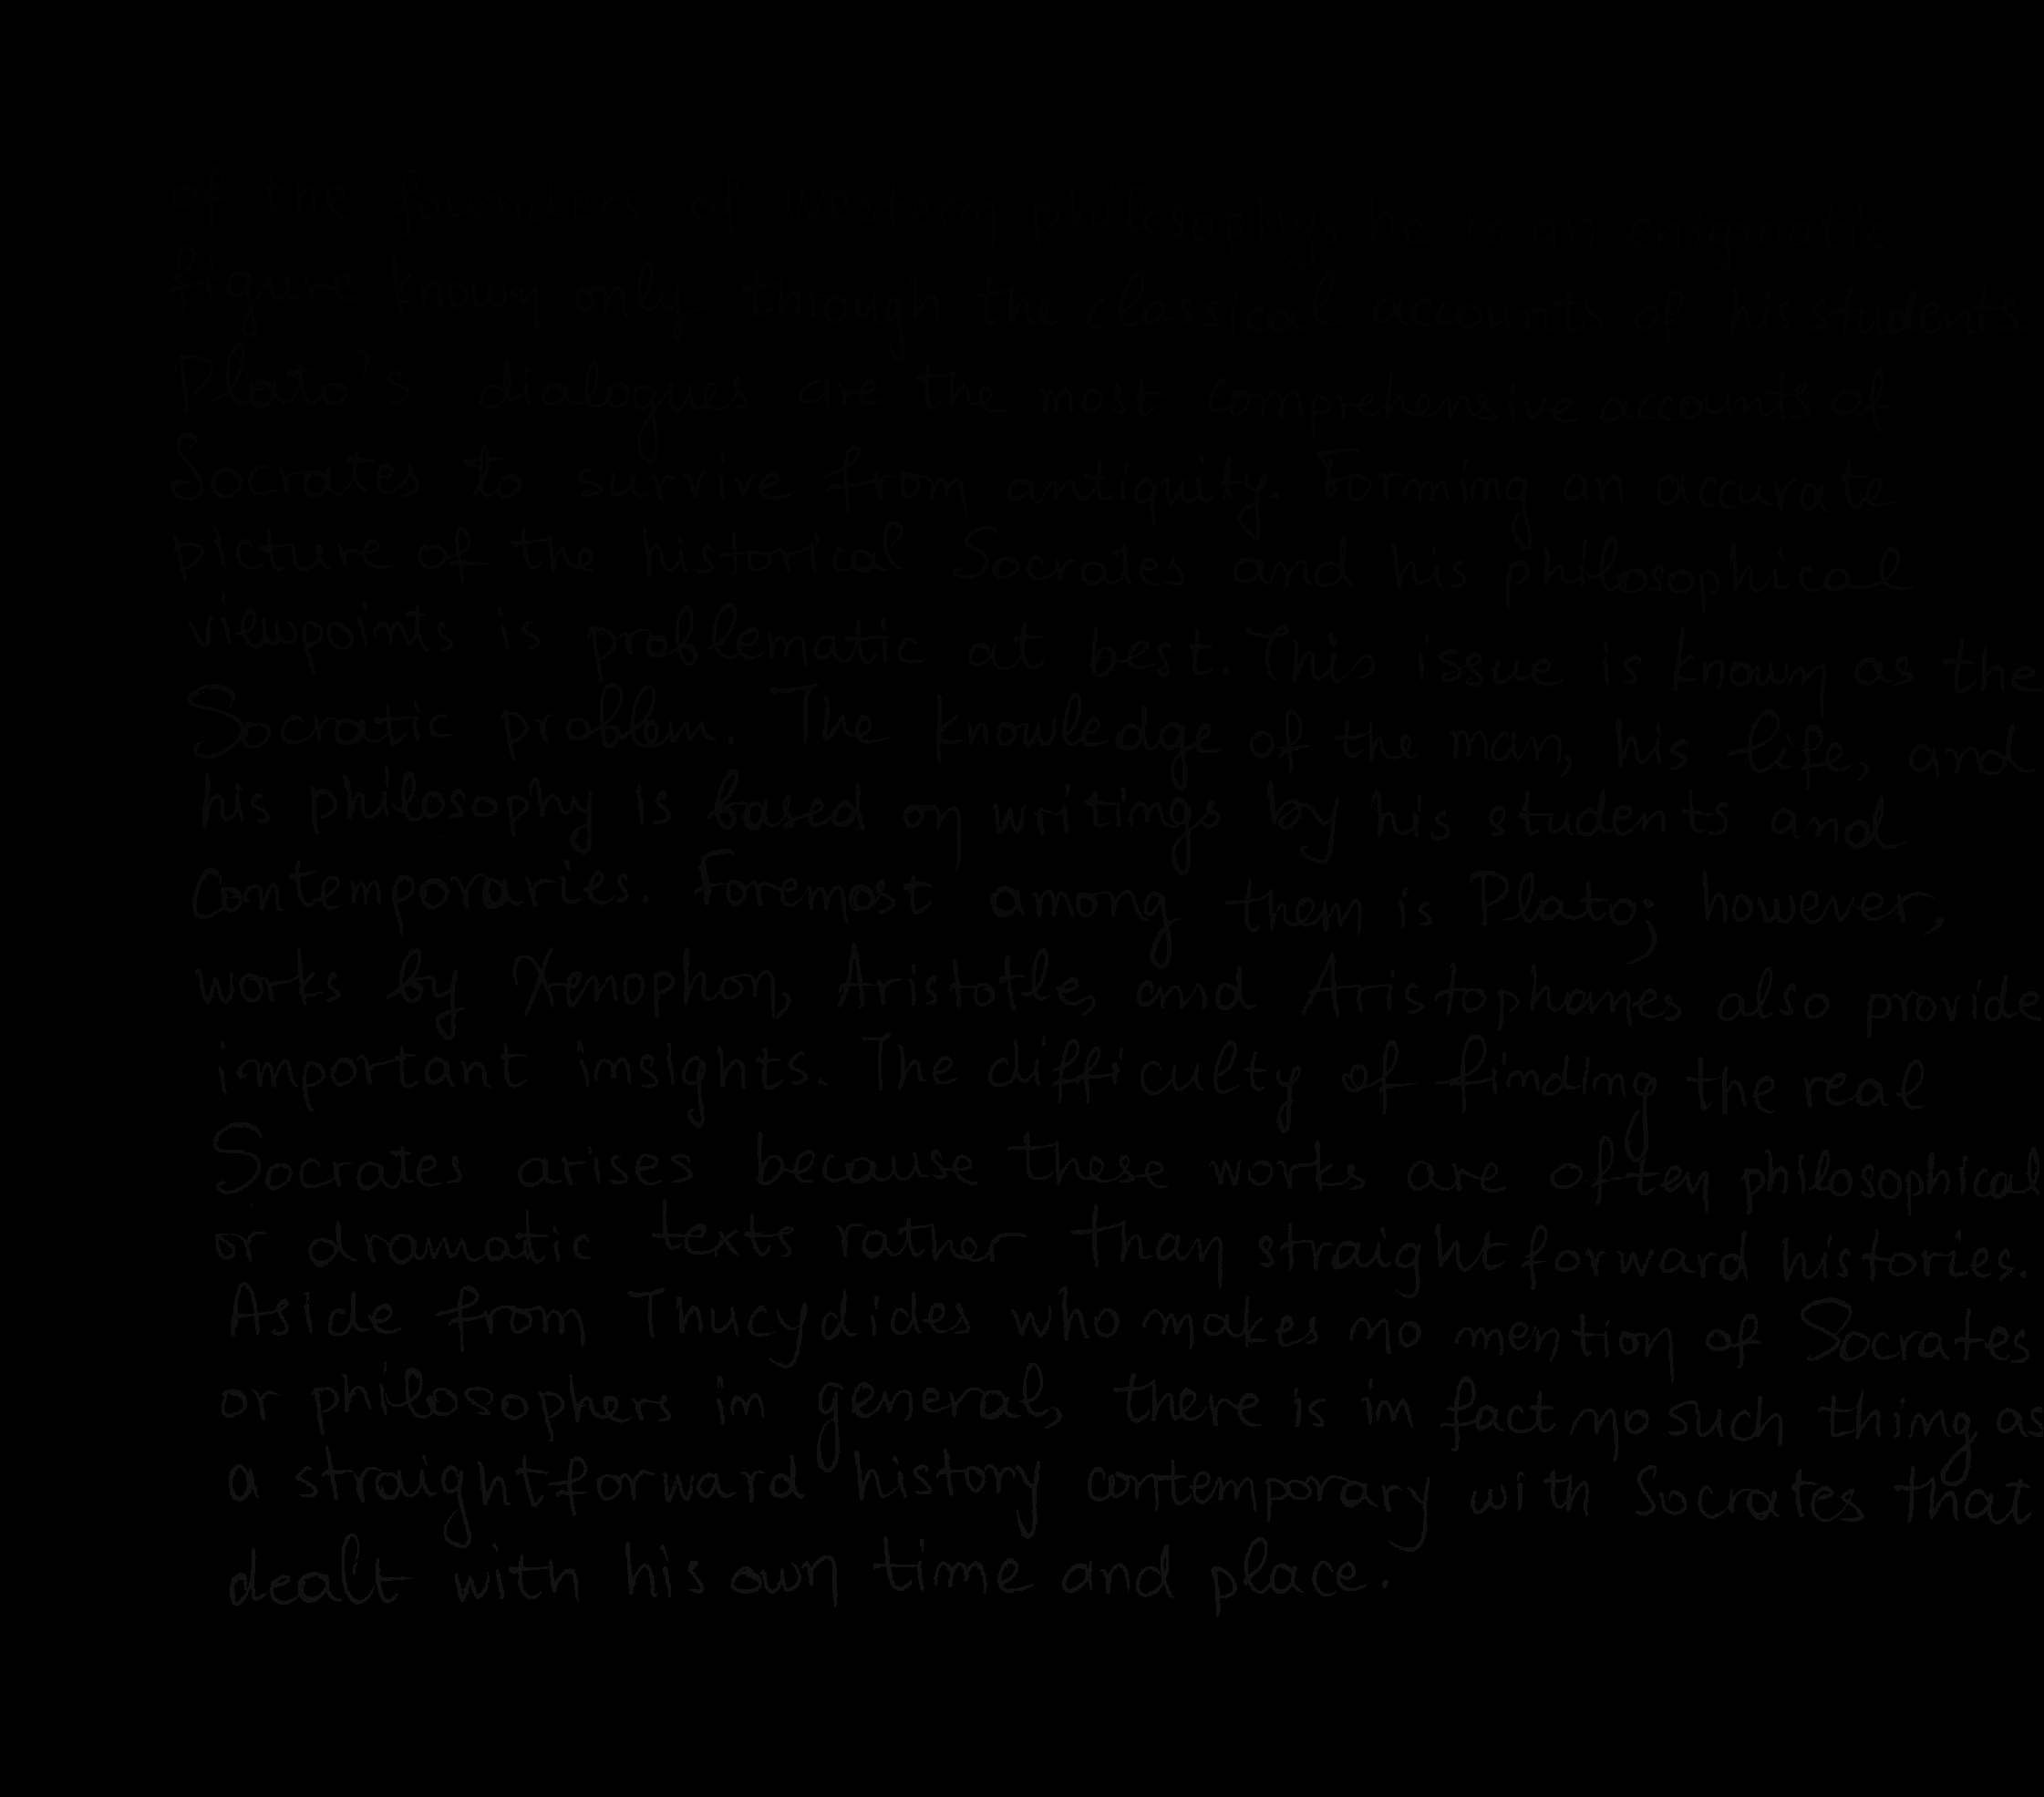 of the founders of Western philosophy, he is an enigmatic
figure known only through the classical accounts of his students.
Plato's dialogues are the most comprehensive accounts of
Socrates to survive from antiquity. Forming an accurate
picture of the historical Socrates and his philosophical
viewpoints is problematic at best. This issue is known as the
Socratic problem. The knowledge of the man, his life, and
his philosophy is based on writings by his students and
contemporaries. Foremost among them is Plato; however,
works by Xenophon, Aristotle, and Aristophanes also provide
important insights. The difficulty of finding the real
Socrates arises because these works are often philosophical
or dramatic texts rather than straightforward histories.
Aside from Thucydides who makes no mention of Socrates
or philosophers in general, there is in fact no such thing as
a straightforward history contemporary with Socrates that
dealt with his own time and place.